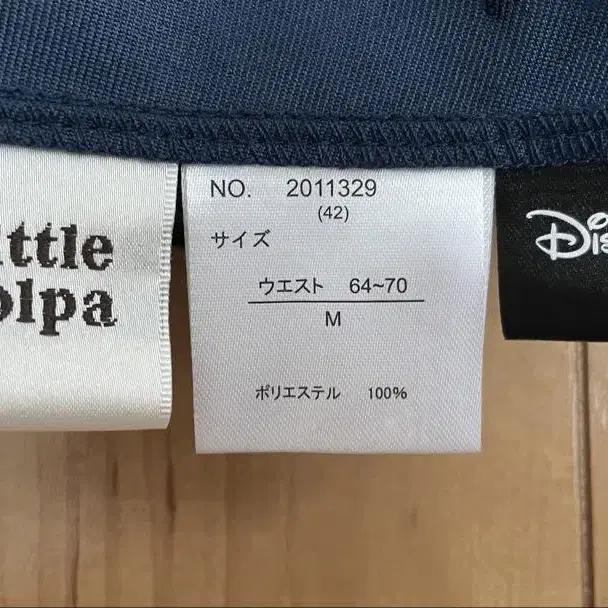 ittle
olpa
NO. 2011329
(42)
サイズ
ウエスト 64~70
M
ポリエステル 100%
Dis